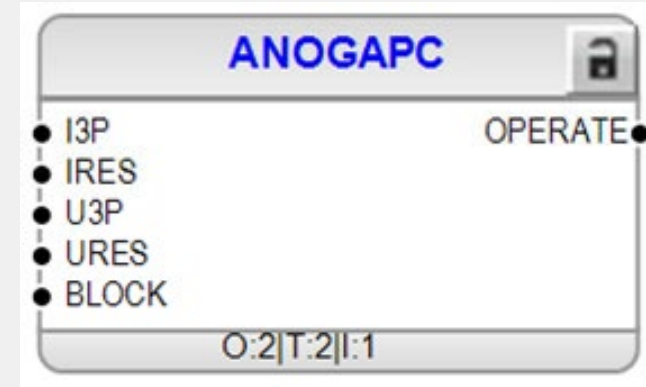 ANOGAPC
I3P OPERATE
IRES
U3P
URES
BLOCK
O:2|T:2|I:1